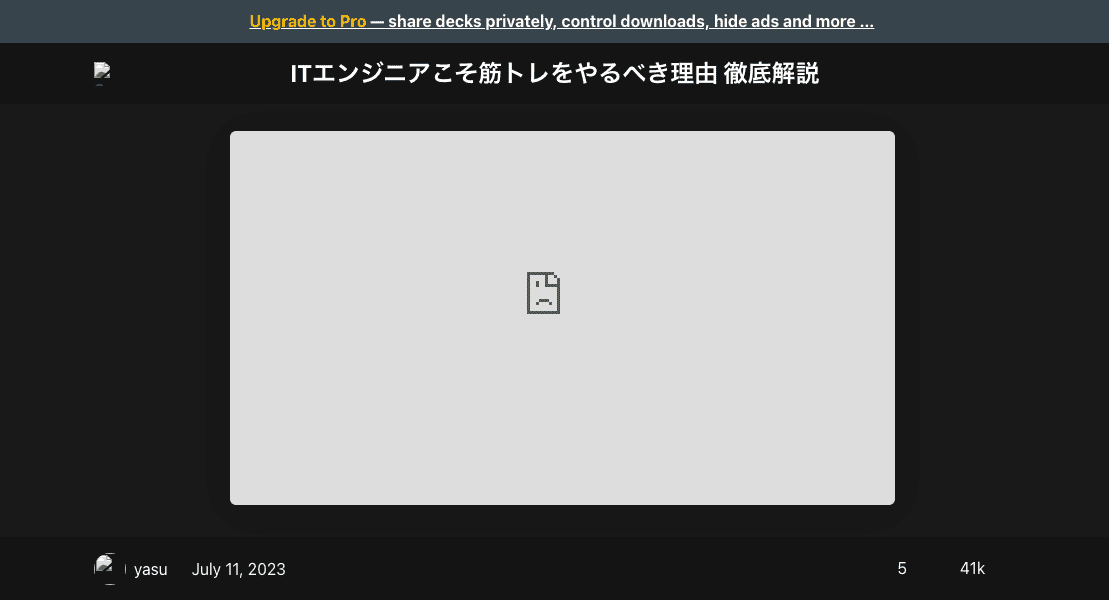 Upgrade to Pro — share decks privately, control downloads, hide ads and more …
ITエンジニアこそ筋トレをやるべき理由 徹底解説
yasu July 11, 2023 5 41k